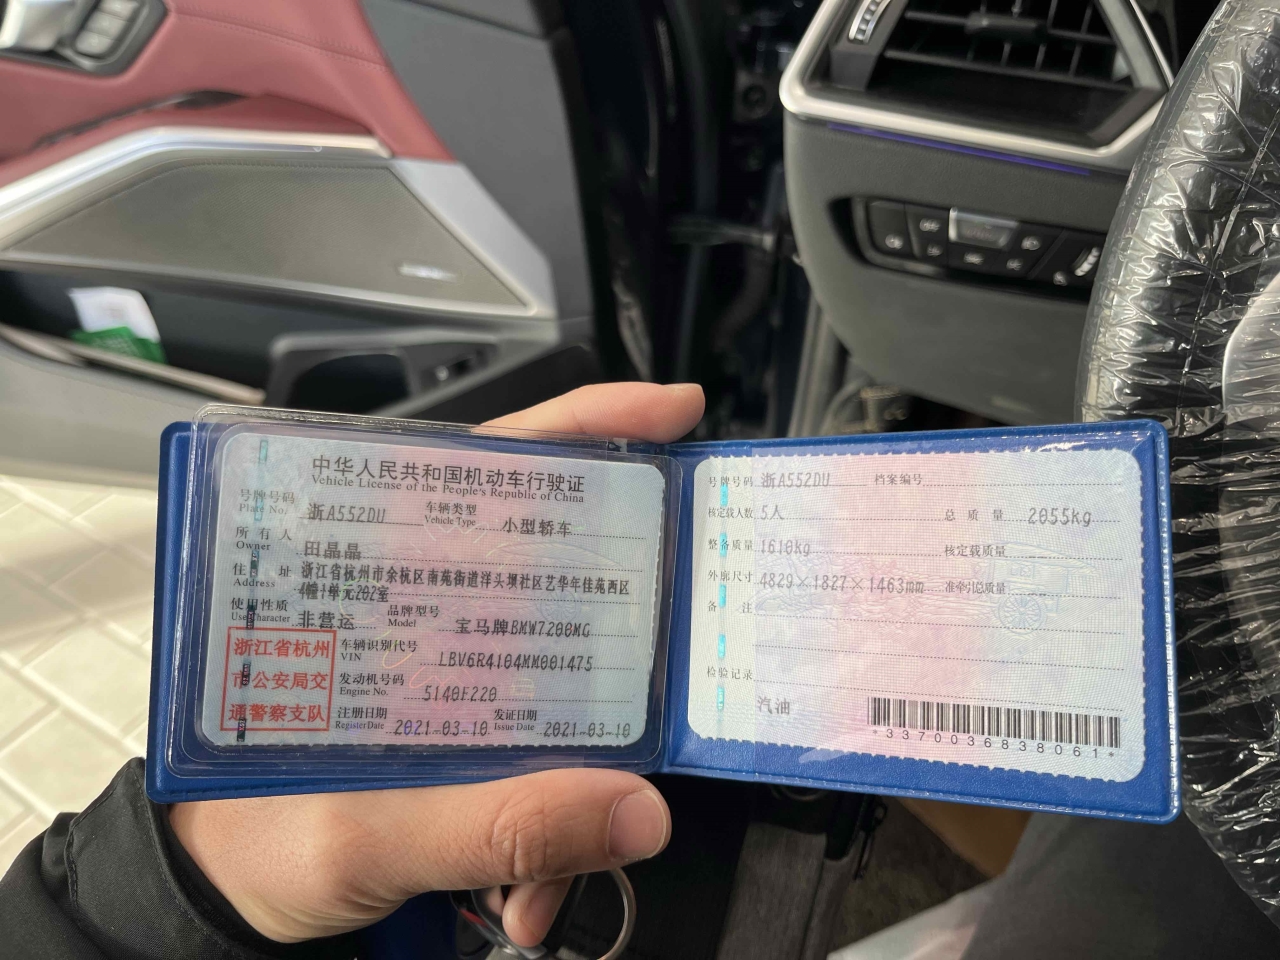 中华人民共和国机动车行驶证
Vehicle License of the People's Republic of China
号牌号码 浙A552DU 车辆类型 小型轿车
Plate No. Vehicle Type
所有人 田晶晶
Owner
住址 浙江省杭州市余杭区南苑街道洋头坝社区艺华年佳苑西区
Address 4幢1单元202室
使用性质 非营运 品牌型号 宝马牌BMW7200MG
Use Character Model
浙江省杭州
市公安局交
通警察支队
车辆识别代号 LBV6R4104MM001475
VIN
发动机号码 5140F220
Engine No.
注册日期 2021-03-10 发证日期 2021-03-10
Register Date Issue Date
号牌号码 浙A552DU 档案编号
核定载人数 5人 总质量 2055kg
整备质量 1610kg 核定载质量
外廓尺寸 4829×1827×1463mm 准牵引总质量 --
备注
检验记录
汽油
*3370036838061*